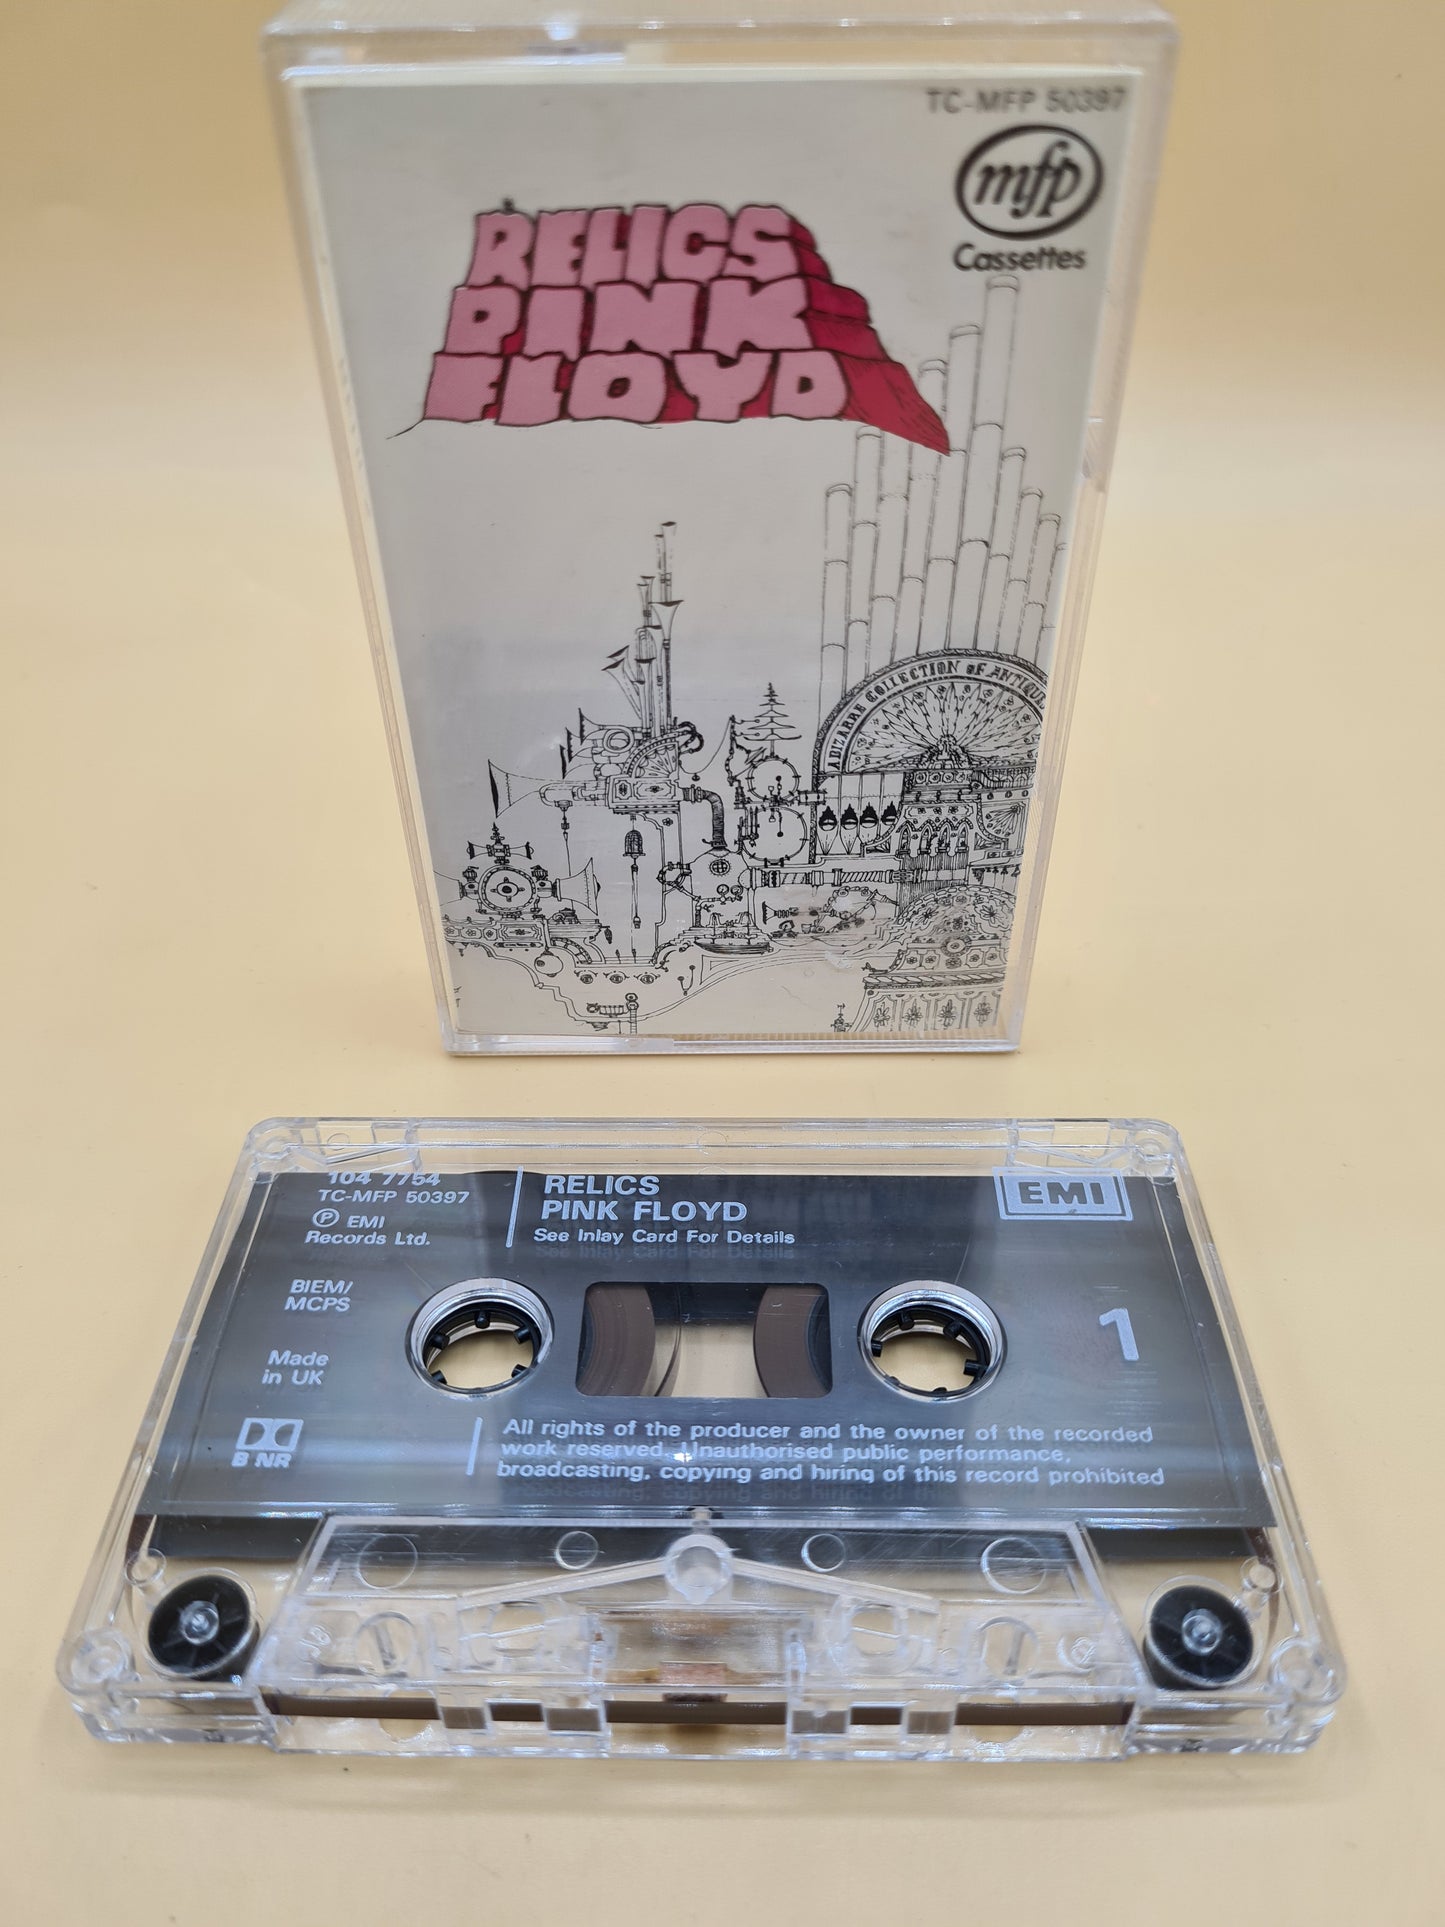 TC-MFP 50397
mfp
Cassettes
RELICS
PINK
FLOYD
A BIZARRE COLLECTION OF ANTIQUE
104 7754
TC-MFP 50397
Ⓟ EMI
Records Ltd.
RELICS
PINK FLOYD
See Inlay Card For Details
EMI
BIEM/
MCPS
1
Made
in UK
B NR
All rights of the producer and the owner of the recorded
work reserved. Unauthorised public performance,
broadcasting, copying and hiring of this record prohibited